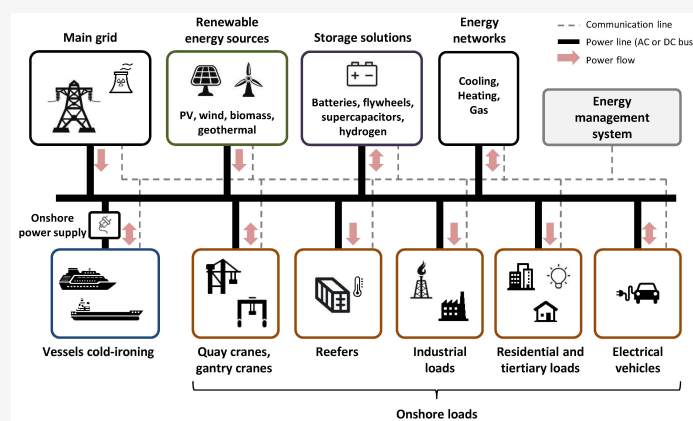 Main grid
Renewable
energy sources
Storage solutions
Energy
networks
Communication line
Power line (AC or DC bus
Power flow
PV, wind, biomass,
geothermal
Batteries, flywheels,
supercapacitors,
hydrogen
Cooling,
Heating,
Gas
Energy
management
system
Onshore
power supply
Vessels cold-ironing
Quay cranes,
gantry cranes
Reefers
Industrial
loads
Residential and
tiertiary loads
Electrical
vehicles
Onshore loads